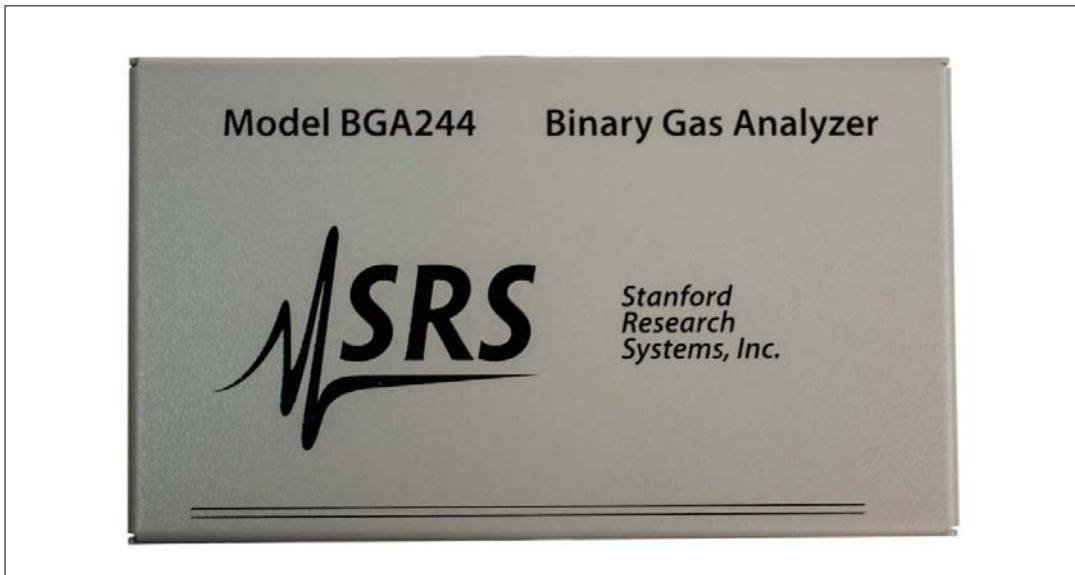 Model BGA244 Binary Gas Analyzer
SRS
Stanford
Research
Systems, Inc.